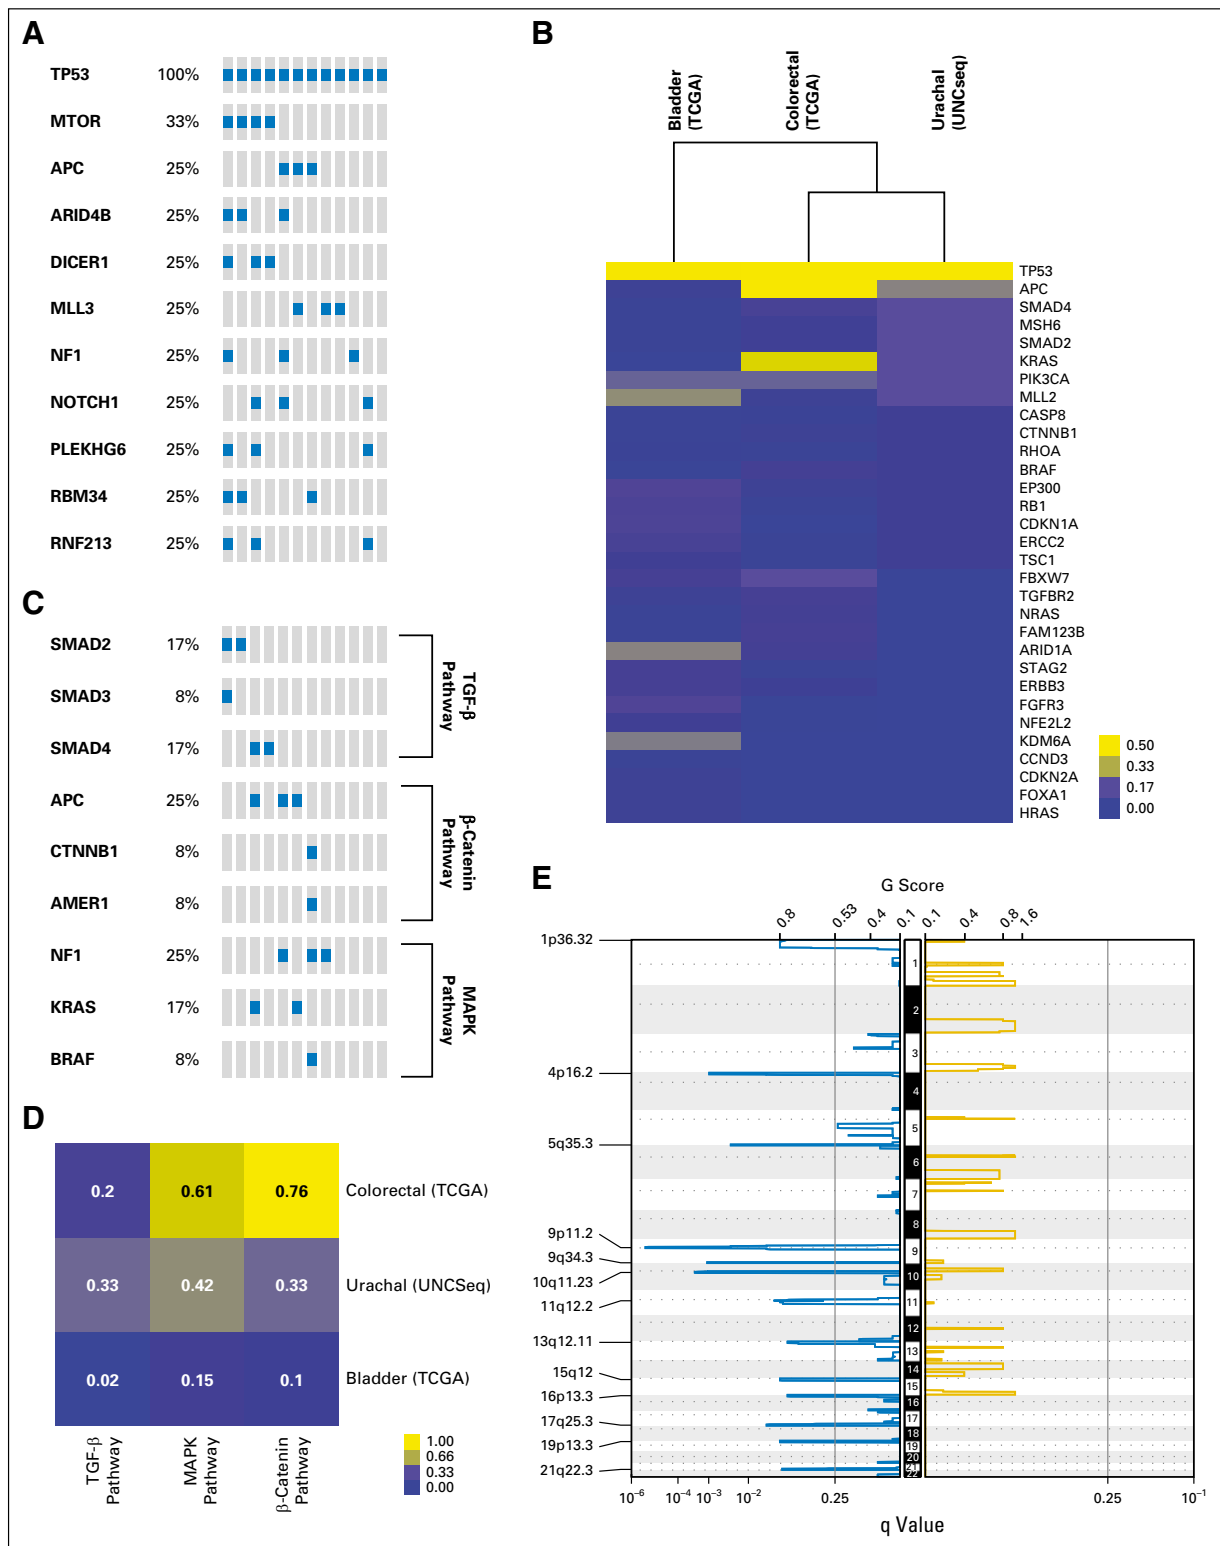 A
TP53 100%
MTOR 33%
APC 25%
ARID4B 25%
DICER1 25%
MLL3 25%
NF1 25%
NOTCH1 25%
PLEKHG6 25%
RBM34 25%
RNF213 25%
B
Bladder
(TCGA)
Colorectal
(TCGA)
Urachal
(UNCseq)
TP53
APC
SMAD4
MSH6
SMAD2
KRAS
PIK3CA
MLL2
CASP8
CTNNB1
RHOA
BRAF
EP300
RB1
CDKN1A
ERCC2
TSC1
FBXW7
TGFBR2
NRAS
FAM123B
ARID1A
STAG2
ERBB3
FGFR3
NFE2L2
KDM6A
CCND3
CDKN2A
FOXA1
HRAS
0.50
0.33
0.17
0.00
C
SMAD2 17%
SMAD3 8%
SMAD4 17%
TGF-β
Pathway
APC 25%
CTNNB1 8%
AMER1 8%
β-Catenin
Pathway
NF1 25%
KRAS 17%
BRAF 8%
MAPK
Pathway
D
0.2 0.61 0.76 Colorectal (TCGA)
0.33 0.42 0.33 Urachal (UNCSeq)
0.02 0.15 0.1 Bladder (TCGA)
TGF-β
Pathway
MAPK
Pathway
β-Catenin
Pathway
1.00
0.66
0.33
0.00
E
G Score
0.8 0.53 0.4 0.1 0.1 0.4 0.8 1.6
1p36.32
4p16.2
5q35.3
9p11.2
9q34.3
10q11.23
11q12.2
13q12.11
15q12
16p13.3
17q25.3
19p13.3
21q22.3
1
2
3
4
5
6
7
8
9
10
11
12
13
14
15
16
17
18
19
20
21
22
10⁻⁶ 10⁻⁴ 10⁻³ 10⁻² 0.25 0.25 10⁻¹
q Value